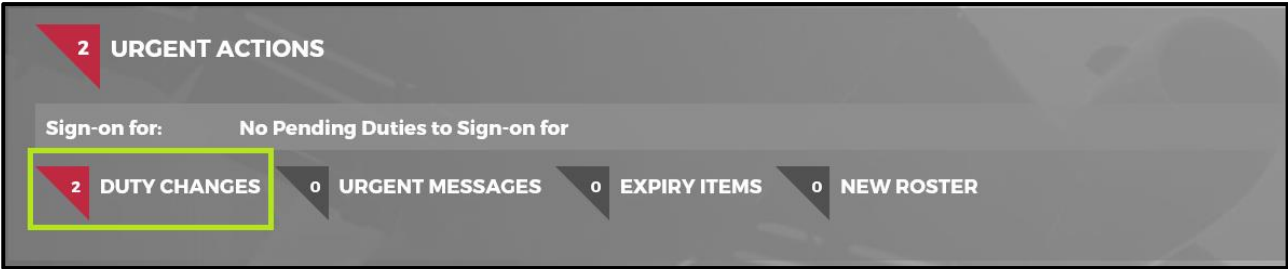 2 URGENT ACTIONS
Sign-on for: No Pending Duties to Sign-on for
2 DUTY CHANGES 0 URGENT MESSAGES 0 EXPIRY ITEMS 0 NEW ROSTER